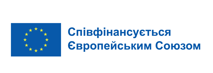 Співфінансується
Європейським Союзом